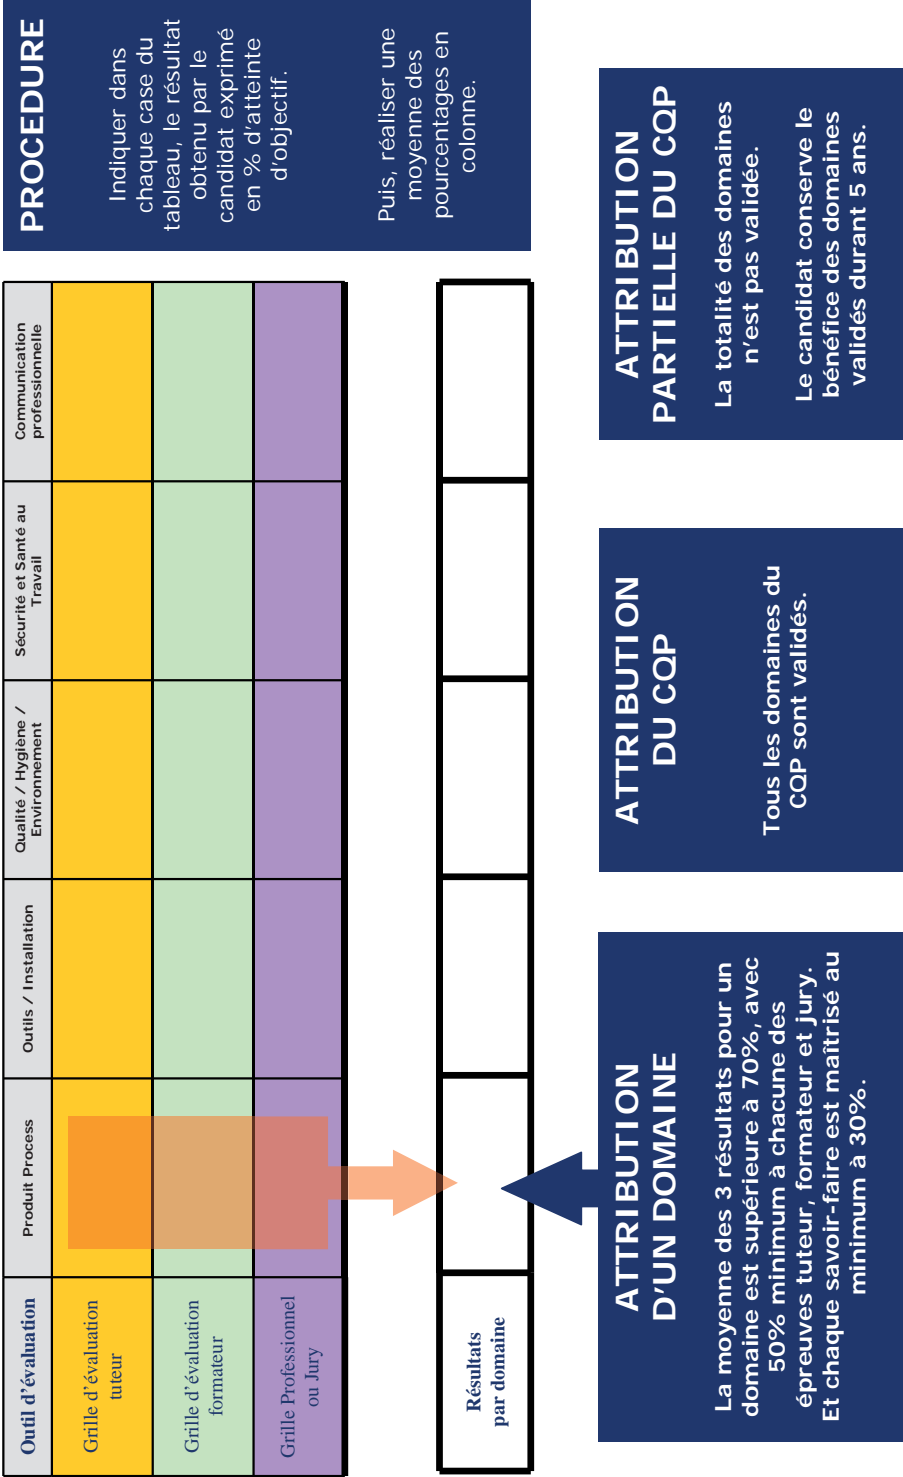 Outil d'évaluation
Produit Process
Outils / Installation
Qualité / Hygiène /
Environnement
Sécurité et Santé au
Travail
Communication
professionnelle
Grille d'évaluation
tuteur
Grille d'évaluation
formateur
Grille Professionnel
ou Jury
Résultats
par domaine
PROCEDURE
Indiquer dans
chaque case du
tableau, le résultat
obtenu par le
candidat exprimé
en % d'atteinte
d'objectif.
Puis, réaliser une
moyenne des
pourcentages en
colonne.
ATTRIBUTION
D'UN DOMAINE
La moyenne des 3 résultats pour un
domaine est supérieure à 70%, avec
50% minimum à chacune des
épreuves tuteur, formateur et jury.
Et chaque savoir-faire est maîtrisé au
minimum à 30%.
ATTRIBUTION
DU CQP
Tous les domaines du
CQP sont validés.
ATTRIBUTION
PARTIELLE DU CQP
La totalité des domaines
n'est pas validée.
Le candidat conserve le
bénéfice des domaines
validés durant 5 ans.